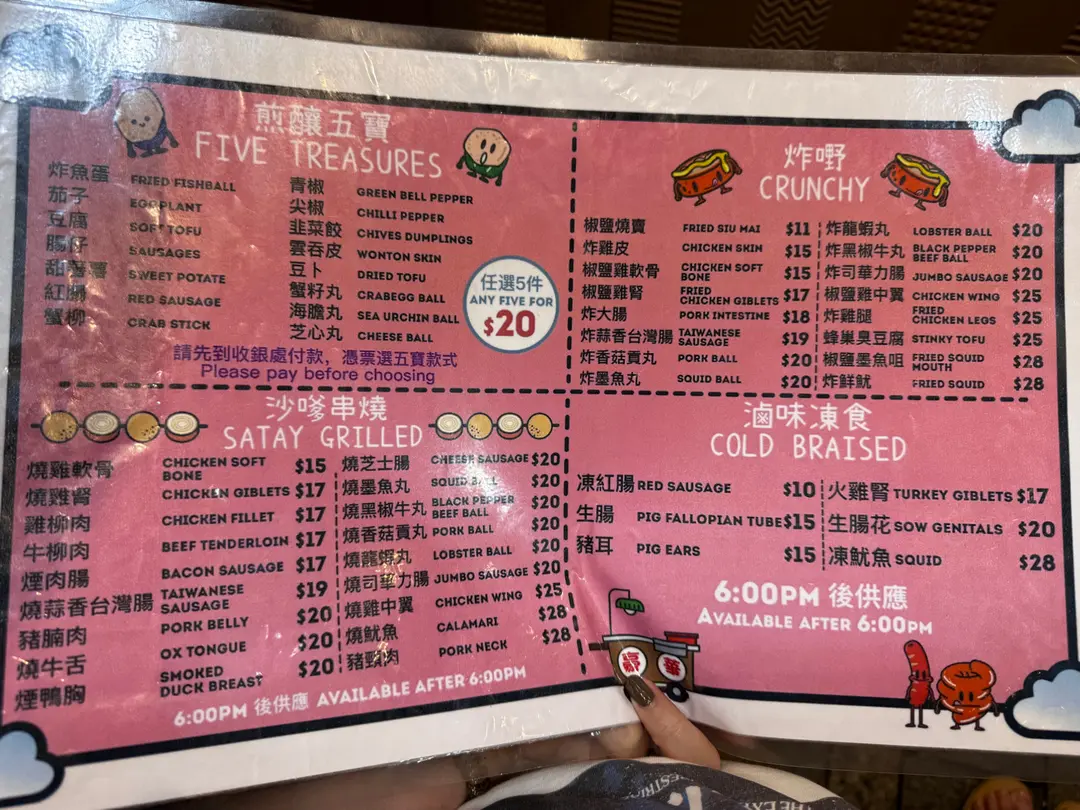 煎釀五寶
FIVE TREASURES
炸魚蛋 FRIED FISHBALL
茄子 EGGPLANT
豆腐 SOFT TOFU
腸仔 SAUSAGES
甜蕃薯 SWEET POTATE
紅腸 RED SAUSAGE
蟹柳 CRAB STICK
青椒 GREEN BELL PEPPER
尖椒 CHILLI PEPPER
韭菜餃 CHIVES DUMPLINGS
雲吞皮 WONTON SKIN
豆卜 DRIED TOFU
蟹籽丸 CRABEGG BALL
海膽丸 SEA URCHIN BALL
芝心丸 CHEESE BALL
任選5件
ANY FIVE FOR
$20
請先到收銀處付款，憑票選五寶款式
Please pay before choosing
炸嘢
CRUNCHY
椒鹽燒賣 FRIED SIU MAI $11
炸雞皮 CHICKEN SKIN $15
椒鹽雞軟骨 CHICKEN SOFT BONE $15
椒鹽雞腎 FRIED CHICKEN GIBLETS $17
炸大腸 PORK INTESTINE $18
炸蒜香台灣腸 TAIWANESE SAUSAGE $19
炸香菇貢丸 PORK BALL $20
炸墨魚丸 SQUID BALL $20
炸龍蝦丸 LOBSTER BALL $20
炸黑椒牛丸 BLACK PEPPER BEEF BALL $20
炸司華力腸 JUMBO SAUSAGE $20
椒鹽雞中翼 CHICKEN WING $25
炸雞腿 FRIED CHICKEN LEGS $25
蜂巢臭豆腐 STINKY TOFU $25
椒鹽墨魚咀 FRIED SQUID MOUTH $28
炸鮮魷 FRIED SQUID $28
沙嗲串燒
SATAY GRILLED
燒雞軟骨 CHICKEN SOFT BONE $15
燒雞腎 CHICKEN GIBLETS $17
雞柳肉 CHICKEN FILLET $17
牛柳肉 BEEF TENDERLOIN $17
煙肉腸 BACON SAUSAGE $17
燒蒜香台灣腸 TAIWANESE SAUSAGE $19
豬腩肉 PORK BELLY $20
燒牛舌 OX TONGUE $20
煙鴨胸 SMOKED DUCK BREAST $20
燒芝士腸 CHEESE SAUSAGE $20
燒墨魚丸 SQUID BALL $20
燒黑椒牛丸 BLACK PEPPER BEEF BALL $20
燒香菇貢丸 PORK BALL $20
燒龍蝦丸 LOBSTER BALL $20
燒司華力腸 JUMBO SAUSAGE $20
燒雞中翼 CHICKEN WING $25
燒魷魚 CALAMARI $28
豬頸肉 PORK NECK $28
6:00PM 後供應 AVAILABLE AFTER 6:00PM
滷味凍食
COLD BRAISED
凍紅腸 RED SAUSAGE $10
生腸 PIG FALLOPIAN TUBE $15
豬耳 PIG EARS $15
火雞腎 TURKEY GIBLETS $17
生腸花 SOW GENITALS $20
凍魷魚 SQUID $28
6:00PM 後供應
AVAILABLE AFTER 6:00PM